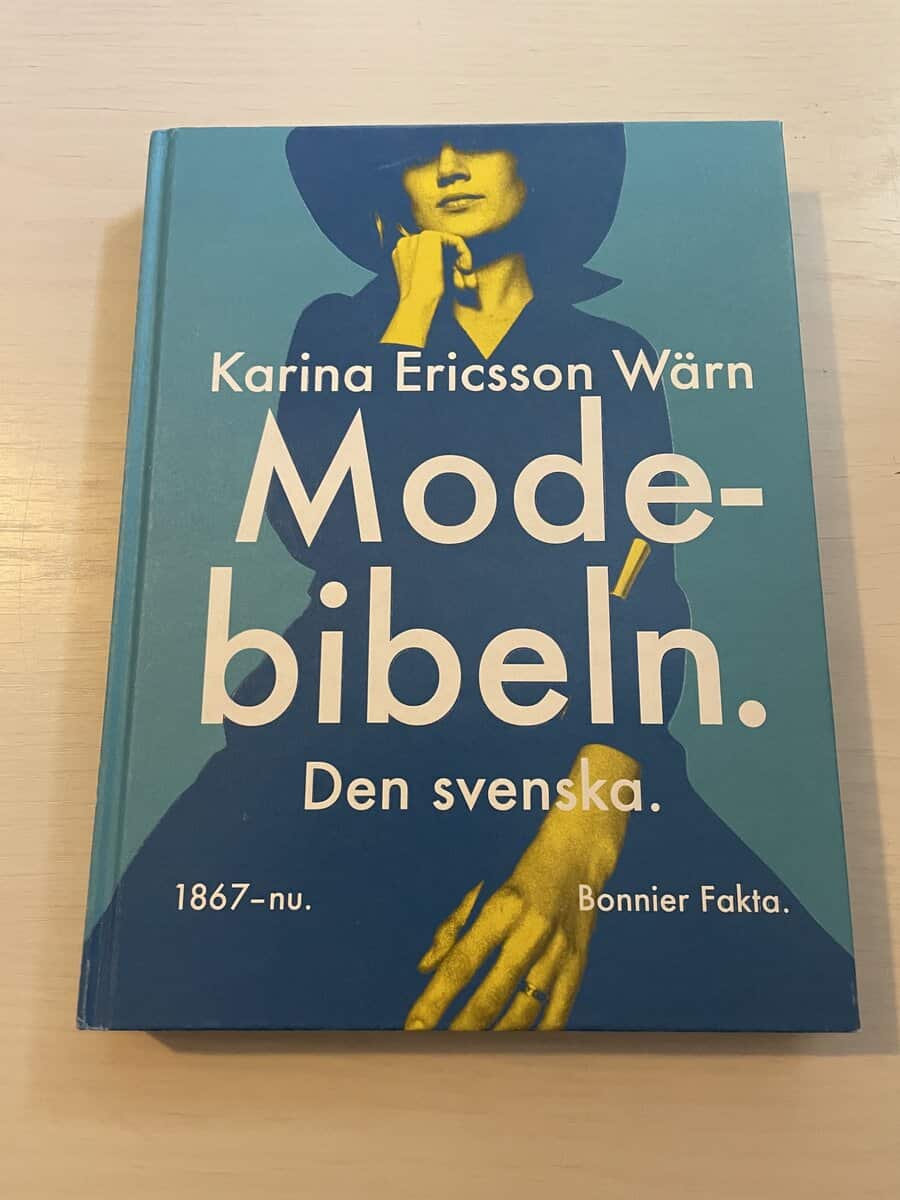 Karina Ericsson Wärn
Mode-
bibeln.
Den svenska.
1867–nu.
Bonnier Fakta.